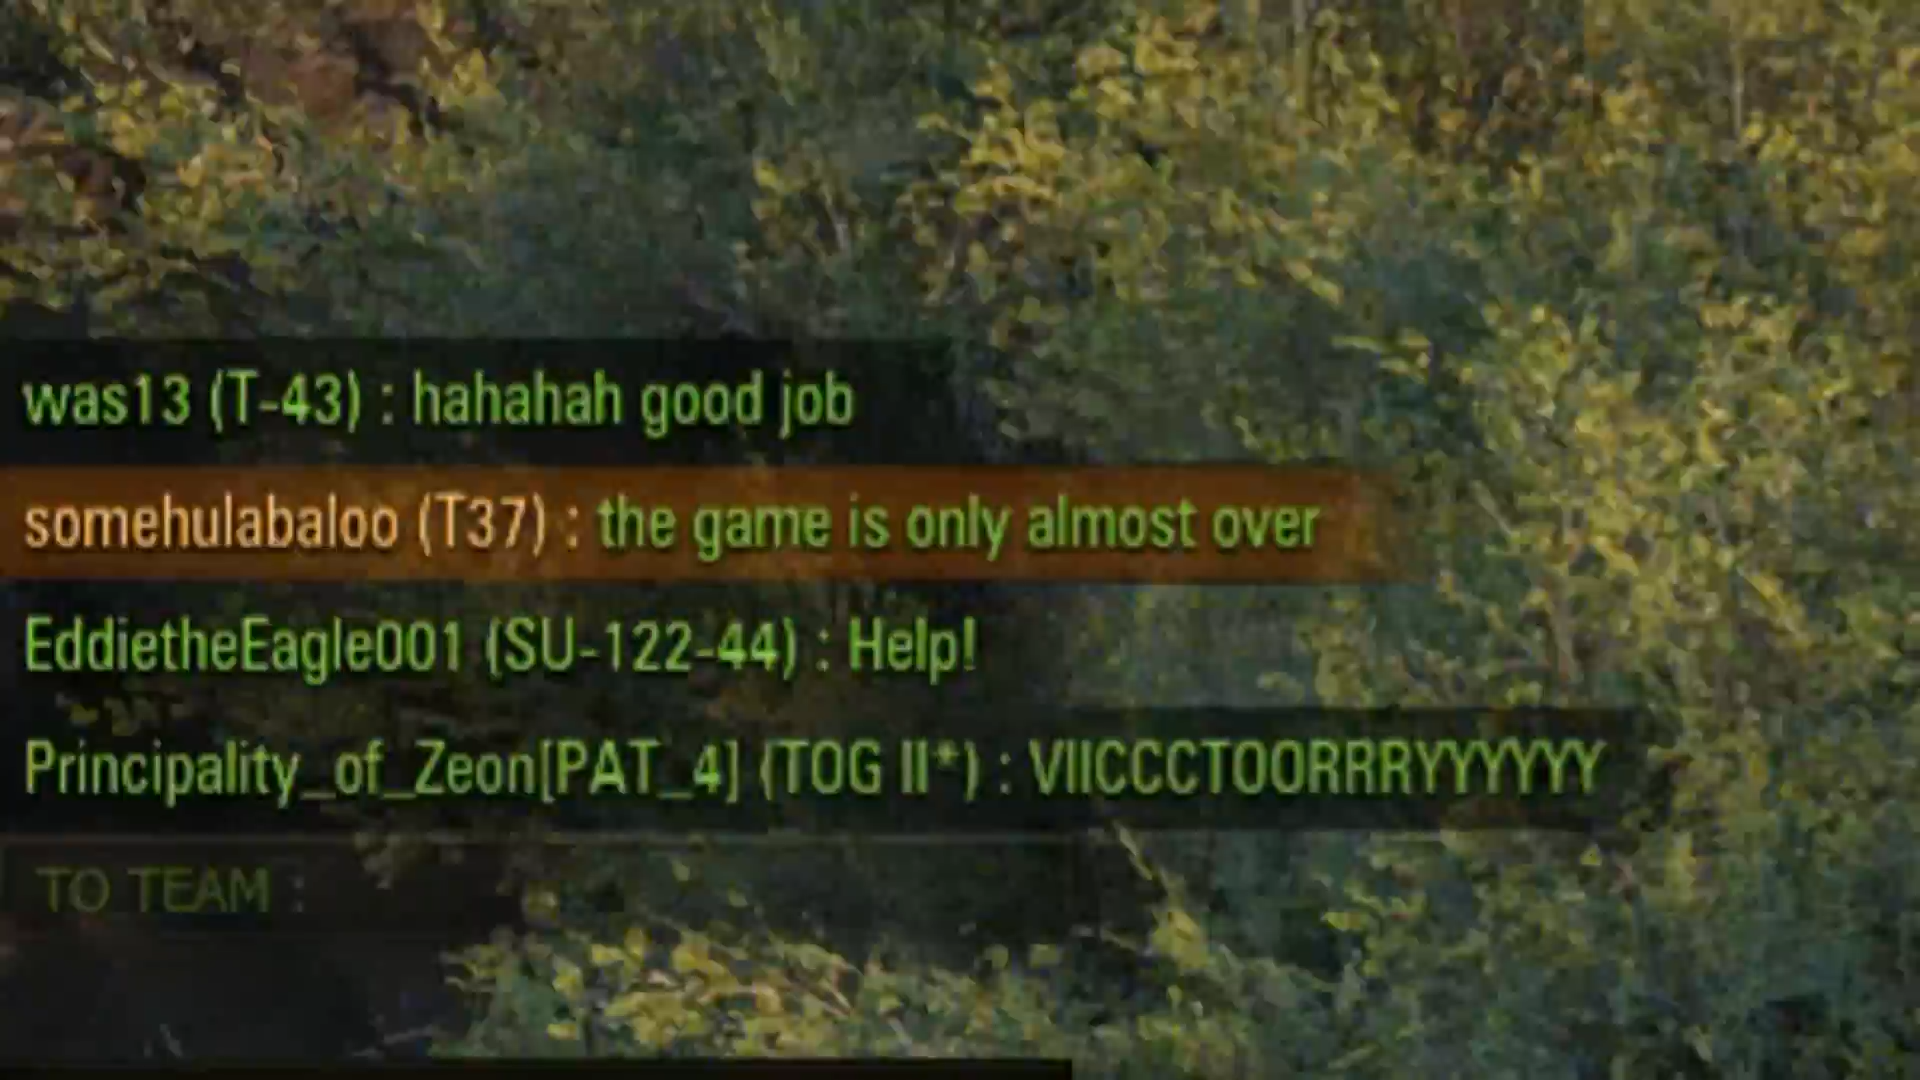 was13 (T-43) : hahahah good job
somehulabaloo (T37) : the game is only almost over
EddietheEagle001 (SU-122-44) : Help!
Principality_of_Zeon[PAT_4] (TOG II*) : VIICCCTOORRRYYYYYY
TO TEAM :